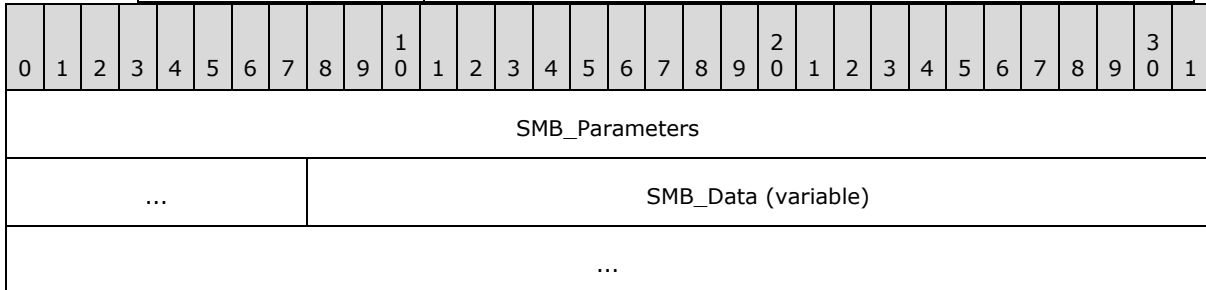 0 1 2 3 4 5 6 7 8 9 1 0 1 2 3 4 5 6 7 8 9 2 0 1 2 3 4 5 6 7 8 9 3 0 1
SMB_Parameters
... SMB_Data (variable)
...